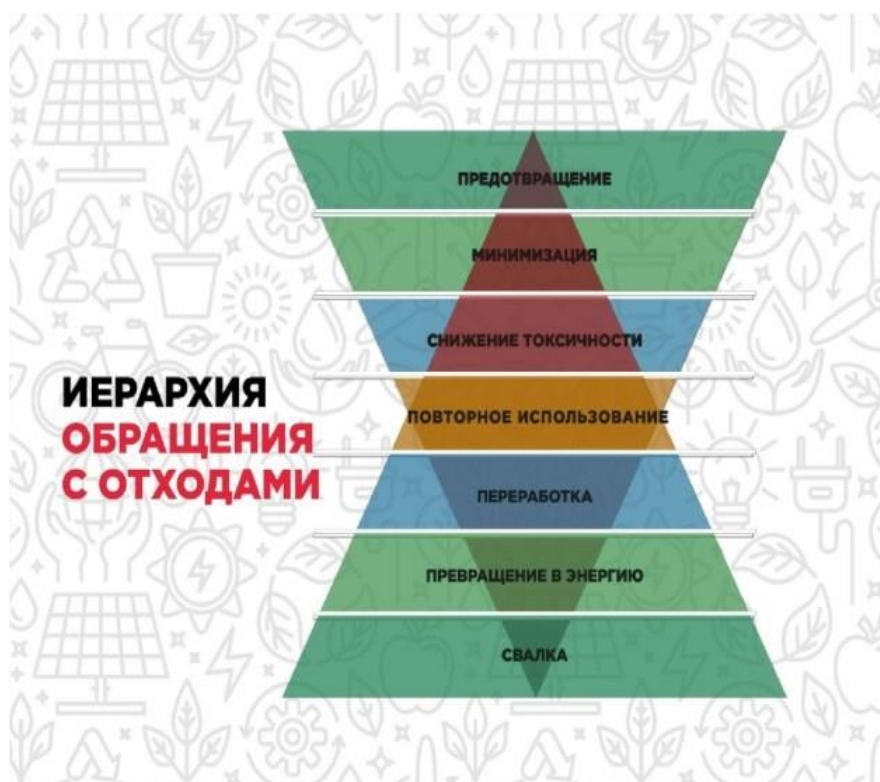 ПРЕДОТВРАЩЕНИЕ
МИНИМИЗАЦИЯ
СНИЖЕНИЕ ТОКСИЧНОСТИ
ИЕРАРХИЯ
ОБРАЩЕНИЯ
С ОТХОДАМИ
ПОВТОРНОЕ ИСПОЛЬЗОВАНИЕ
ПЕРЕРАБОТКА
ПРЕВРАЩЕНИЕ В ЭНЕРГИЮ
СВАЛКА